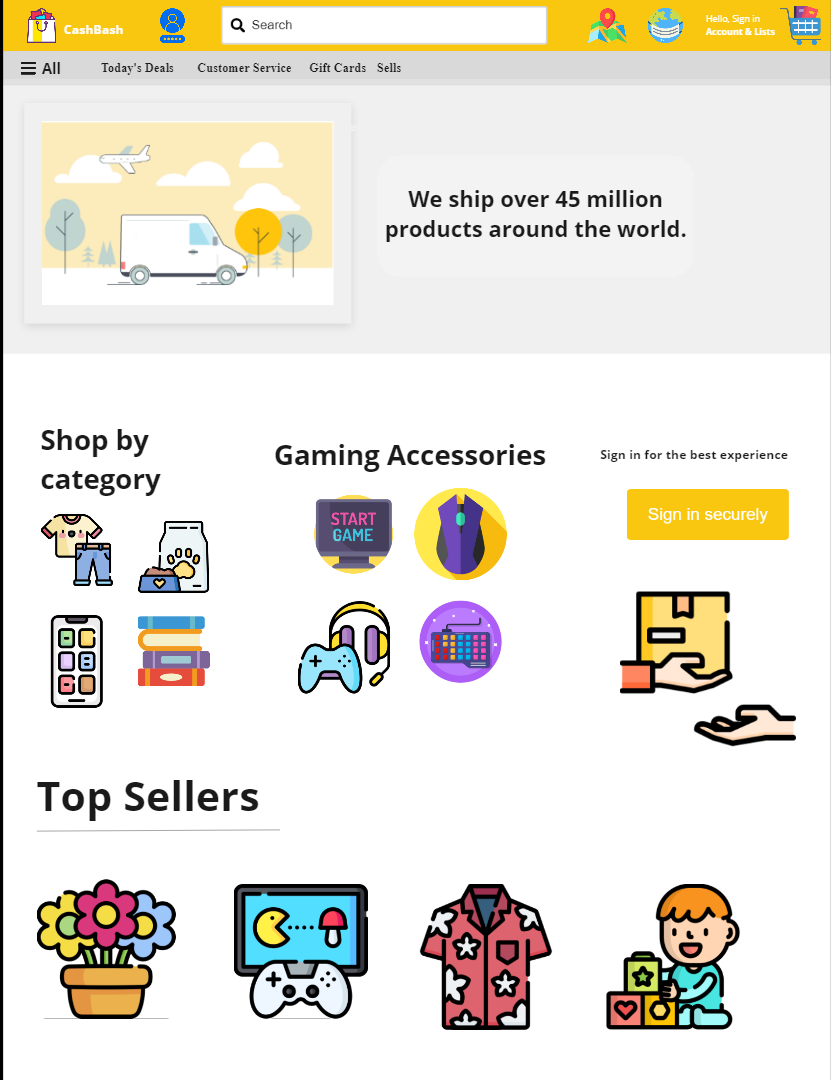 CashBash
Search
Hello, Sign in
Account & Lists
All
Today's Deals
Customer Service
Gift Cards
Sells
We ship over 45 million
products around the world.
Shop by
category
Gaming Accessories
START
GAME
Sign in for the best experience
Sign in securely
Top Sellers